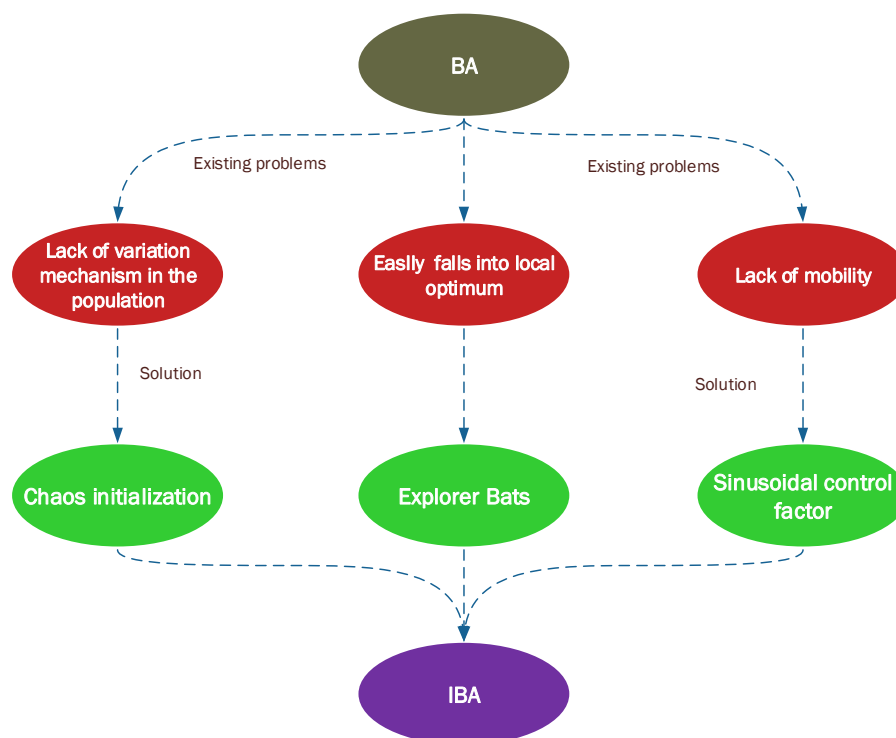 BA
Existing problems
Existing problems
Lack of variation
mechanism in the
population
Easlly falls into local
optimum
Lack of mobility
Solution
Solution
Chaos initialization
Explorer Bats
Sinusoidal control
factor
IBA